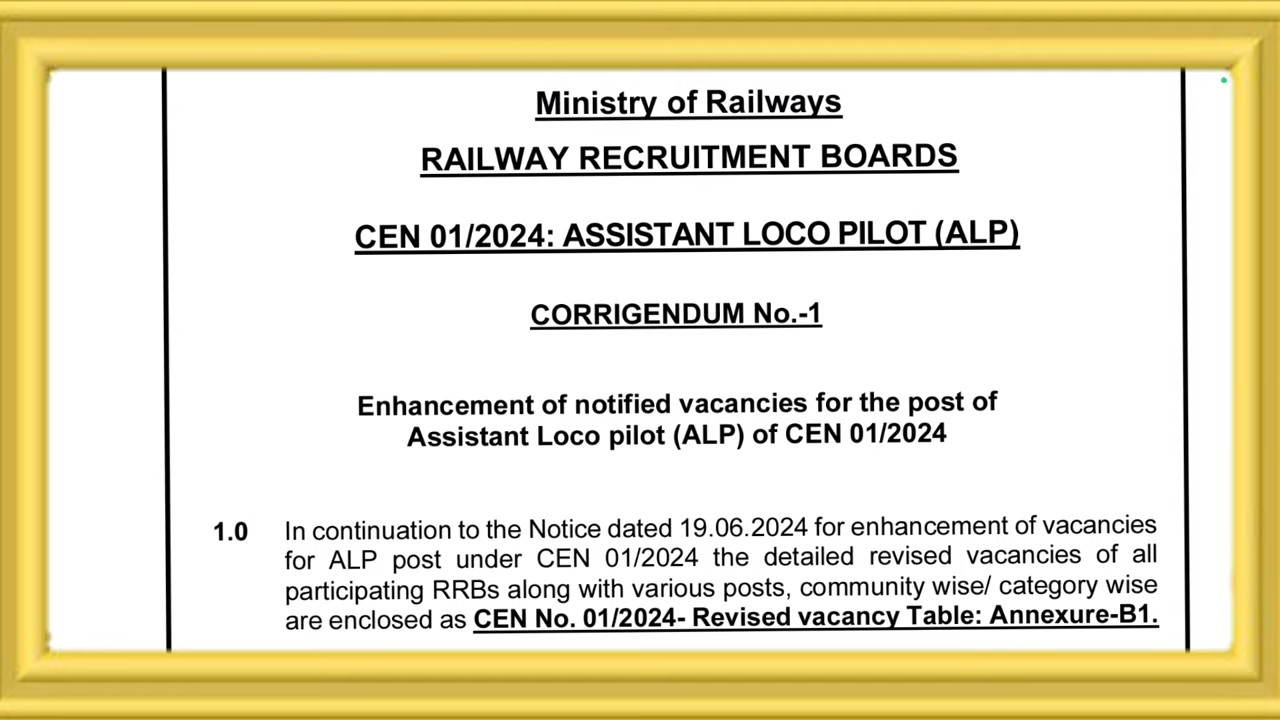 Ministry of Railways
RAILWAY RECRUITMENT BOARDS
CEN 01/2024: ASSISTANT LOCO PILOT (ALP)
CORRIGENDUM No.-1
Enhancement of notified vacancies for the post of
Assistant Loco pilot (ALP) of CEN 01/2024
1.0 In continuation to the Notice dated 19.06.2024 for enhancement of vacancies
for ALP post under CEN 01/2024 the detailed revised vacancies of all
participating RRBs along with various posts, community wise/ category wise
are enclosed as CEN No. 01/2024- Revised vacancy Table: Annexure-B1.